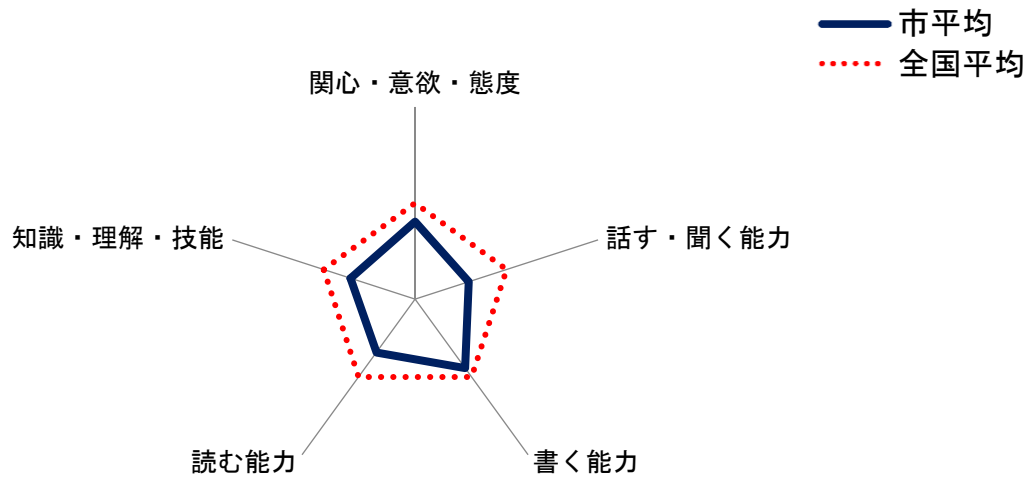 市平均
全国平均
関心・意欲・態度
知識・理解・技能
話す・聞く能力
読む能力
書く能力